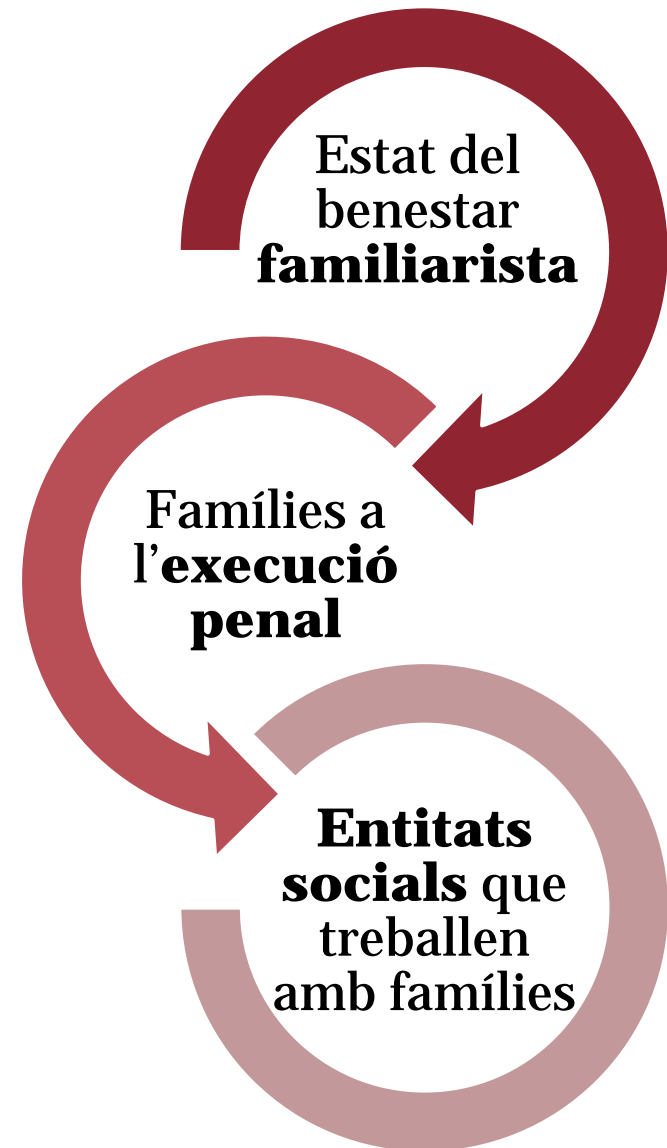 Estat del
benestar
familiarista
Famílies a
l’execució
penal
Entitats
socials que
treballen
amb famílies